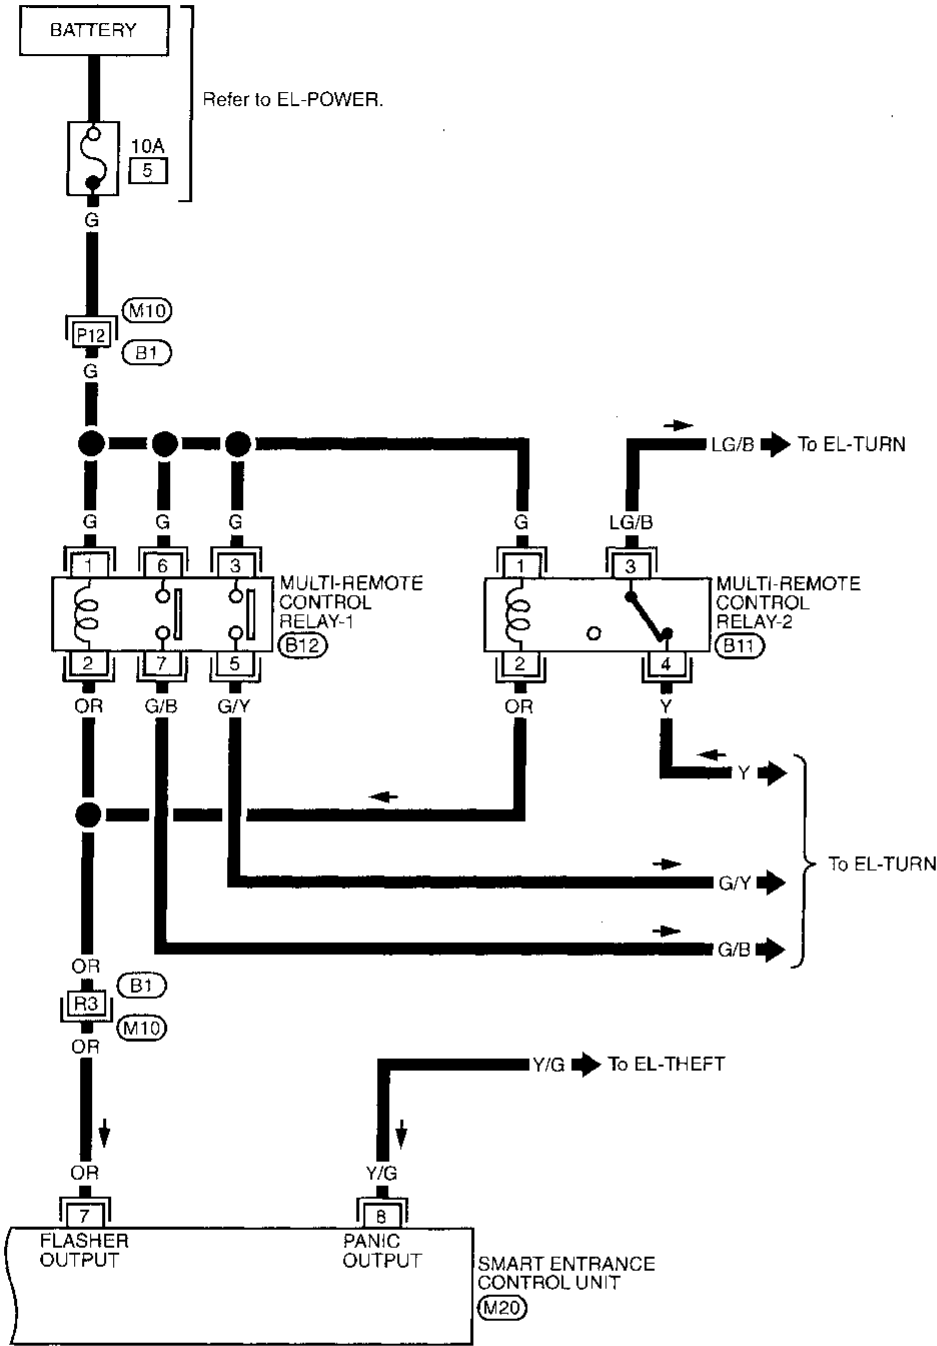 BATTERY
Refer to EL-POWER.
10A
5
G
M10
P12
B1
G
LG/B
To EL-TURN
G
G
G
G
LG/B
1
6
3
1
3
MULTI-REMOTE
CONTROL
RELAY-1
B12
MULTI-REMOTE
CONTROL
RELAY-2
B11
2
7
5
2
4
OR
G/B
G/Y
OR
Y
Y
To EL-TURN
G/Y
G/B
OR
B1
R3
M10
OR
Y/G
To EL-THEFT
OR
Y/G
7
8
FLASHER
OUTPUT
PANIC
OUTPUT
SMART ENTRANCE
CONTROL UNIT
M20